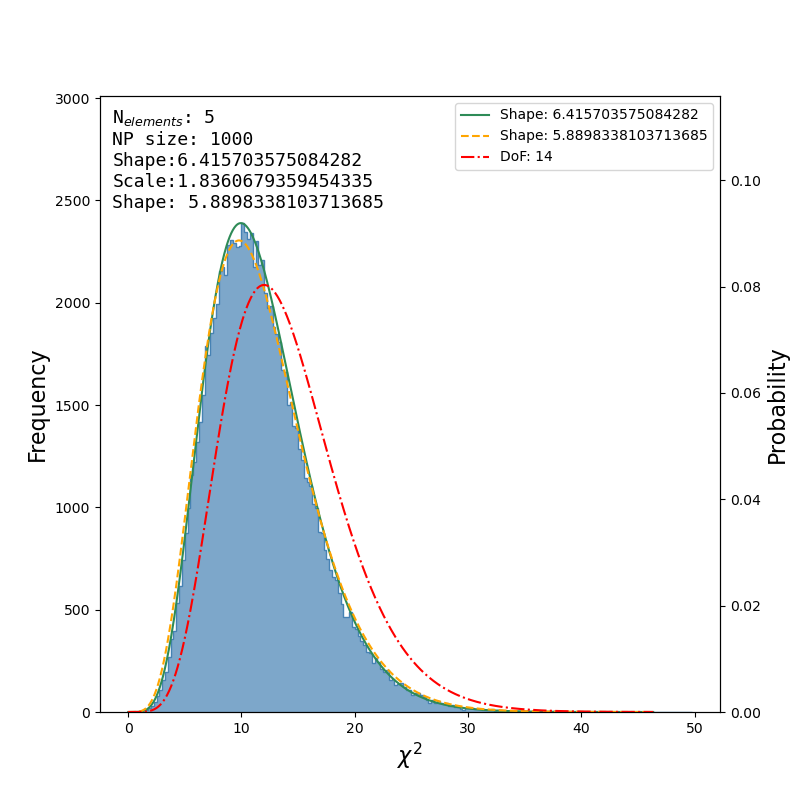 N_elements: 5
NP size: 1000
Shape:6.415703575084282
Scale:1.8360679359454335
Shape: 5.8898338103713685
Shape: 6.415703575084282
Shape: 5.8898338103713685
DoF: 14
3000
2500
2000
1500
1000
500
0
Frequency
0.10
0.08
0.06
0.04
0.02
0.00
Probability
0 10 20 30 40 50
χ²